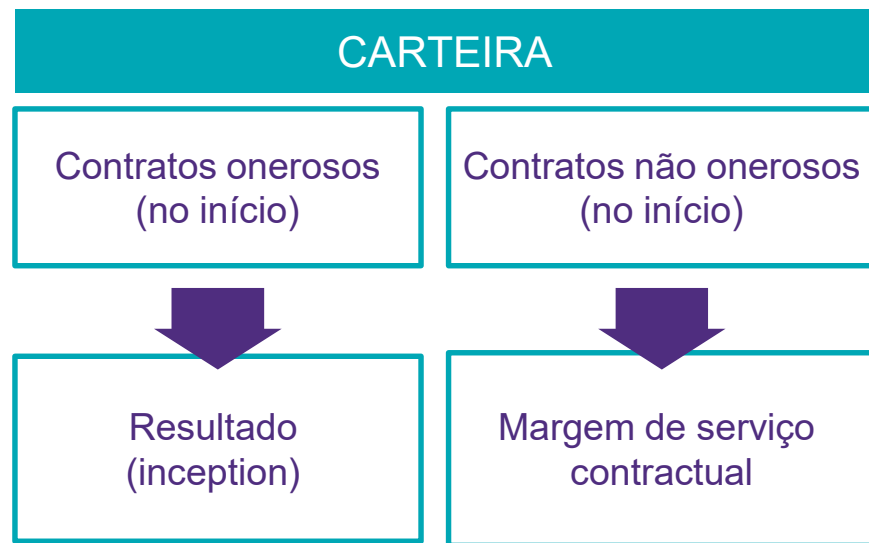 CARTEIRA
Contratos onerosos
(no início)
Contratos não onerosos
(no início)
Resultado
(inception)
Margem de serviço
contractual